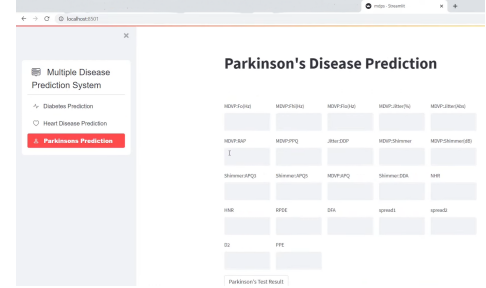 mdps · Streamlit
localhost:8501
Multiple Disease
Prediction System
Diabetes Prediction
Heart Disease Prediction
Parkinsons Prediction
Parkinson's Disease Prediction
MDVP:Fo(Hz) MDVP:Fhi(Hz) MDVP:Flo(Hz) MDVP:Jitter(%) MDVP:Jitter(Abs)
MDVP:RAP MDVP:PPQ Jitter:DDP MDVP:Shimmer MDVP:Shimmer(dB)
Shimmer:APQ3 Shimmer:APQ5 MDVP:APQ Shimmer:DDA NHR
HNR RPDE DFA spread1 spread2
D2 PPE
Parkinson's Test Result